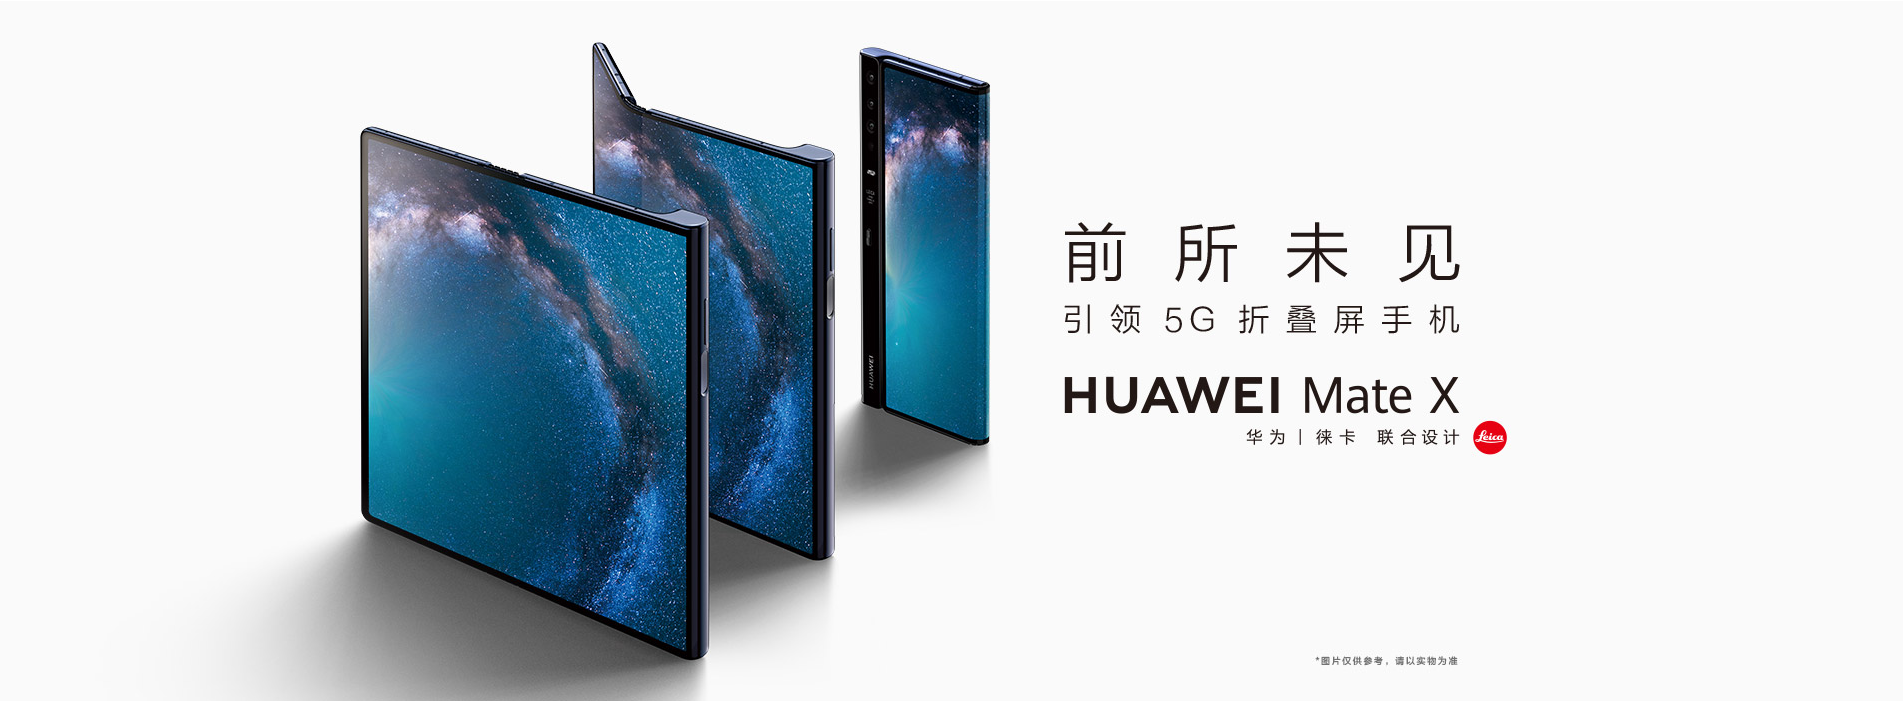 前所未见
引领 5G 折叠屏手机
HUAWEI Mate X
华为 | 徕卡 联合设计
Leica
HUAWEI
*图片仅供参考，请以实物为准